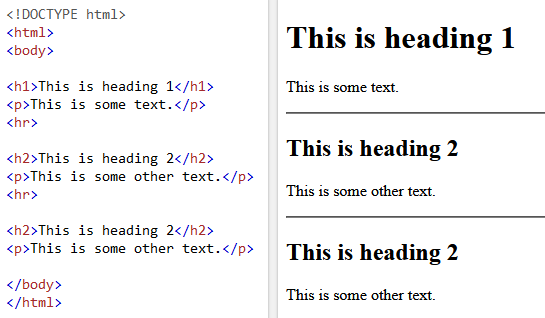 <!DOCTYPE html>
<html>
<body>
<h1>This is heading 1</h1>
<p>This is some text.</p>
<hr>
<h2>This is heading 2</h2>
<p>This is some other text.</p>
<hr>
<h2>This is heading 2</h2>
<p>This is some other text.</p>
</body>
</html>
This is heading 1
This is some text.
This is heading 2
This is some other text.
This is heading 2
This is some other text.